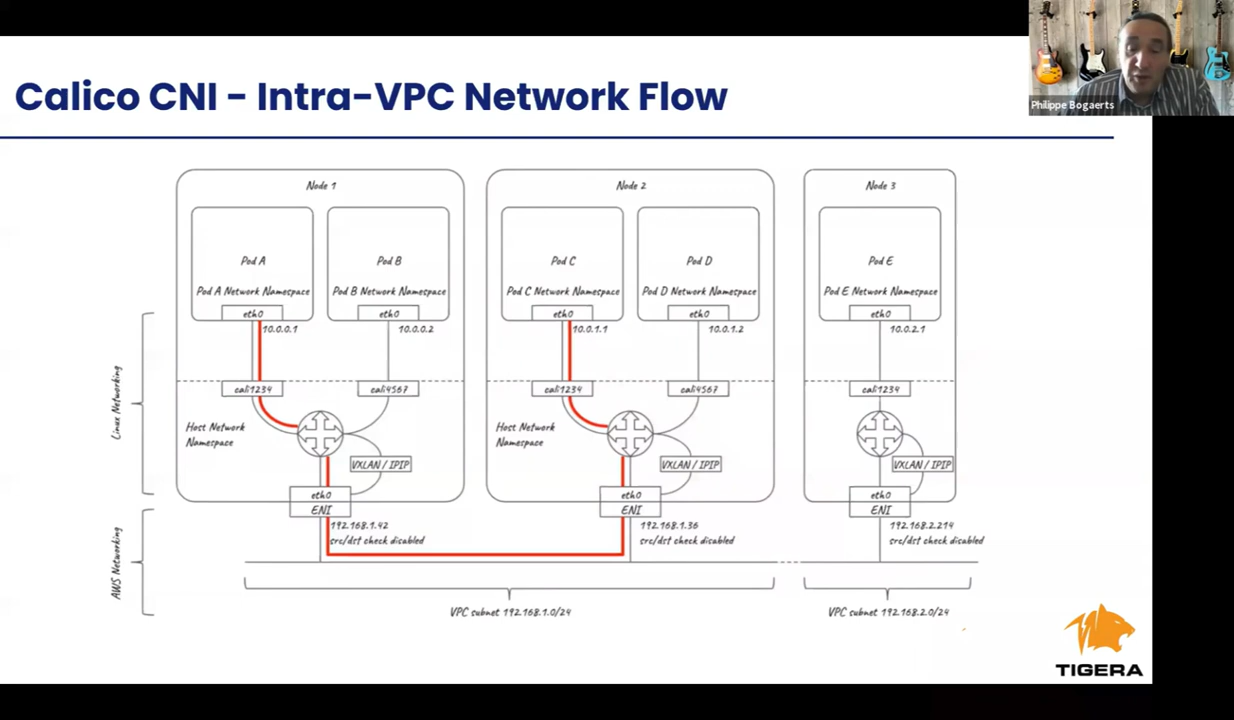 Philippe Bogaerts
Calico CNI - Intra-VPC Network Flow
Node 1
Node 2
Node 3
Pod A
Pod B
Pod C
Pod D
Pod E
Pod A Network Namespace
Pod B Network Namespace
Pod C Network Namespace
Pod D Network Namespace
Pod E Network Namespace
eth0
eth0
eth0
eth0
eth0
10.0.0.1
10.0.0.2
10.0.1.1
10.0.1.2
10.0.2.1
Linux Networking
cali1234
cali4567
cali1234
cali4567
cali1234
Host Network
Namespace
Host Network
Namespace
VXLAN / IPIP
VXLAN / IPIP
VXLAN / IPIP
eth0
eth0
eth0
ENI
ENI
ENI
192.168.1.42
src/dst check disabled
192.168.1.36
src/dst check disabled
192.168.2.214
src/dst check disabled
AWS Networking
VPC subnet 192.168.1.0/24
VPC subnet 192.168.2.0/24
TIGERA